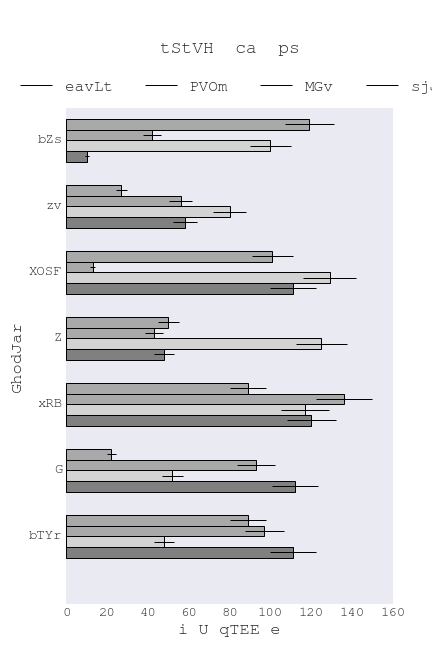 tStVH  ca  ps
eavLt PVOm MGv
bZs
zv
XOSF
Z
xRB
G
bTYr
GhodJar
0 20 40 60 80 100 120 140 160
i U qTEE e